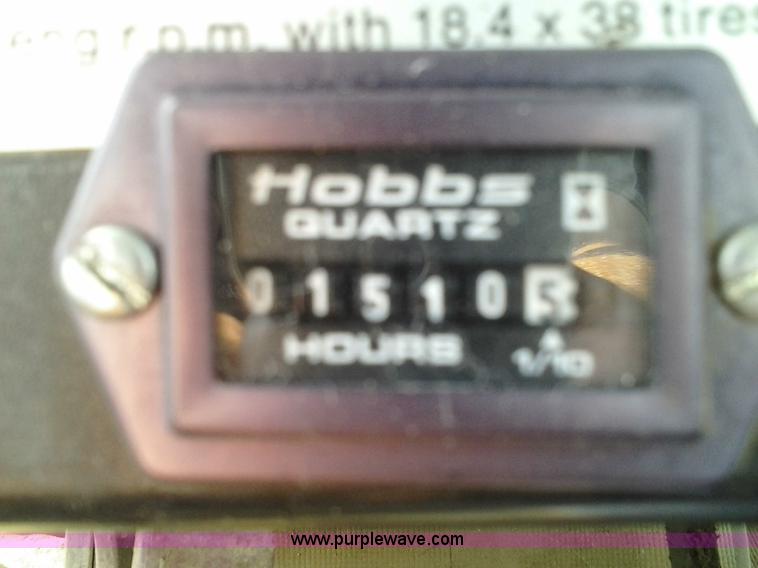 eng r.p.m. with 18.4 x 38 tires
Hobbs
QUARTZ
01510
HOURS 1/10
www.purplewave.com